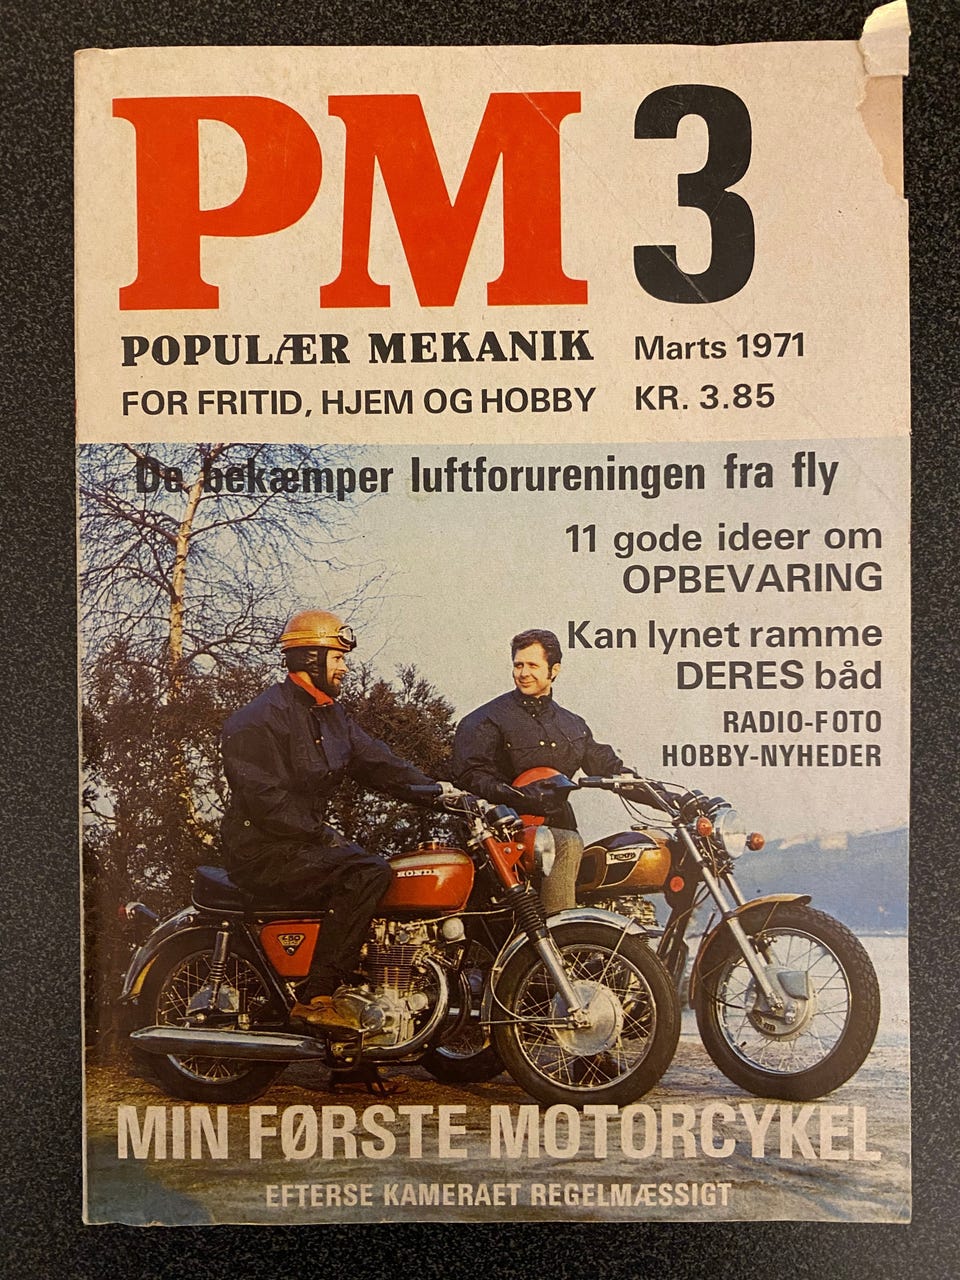 PM 3
POPULÆR MEKANIK
FOR FRITID, HJEM OG HOBBY
Marts 1971
KR. 3.85
De bekæmper luftforureningen fra fly
11 gode ideer om
OPBEVARING
Kan lynet ramme
DERES båd
RADIO-FOTO
HOBBY-NYHEDER
HONDA
TRIUMPH
450
MIN FØRSTE MOTORCYKEL
EFTERSE KAMERAET REGELMÆSSIGT